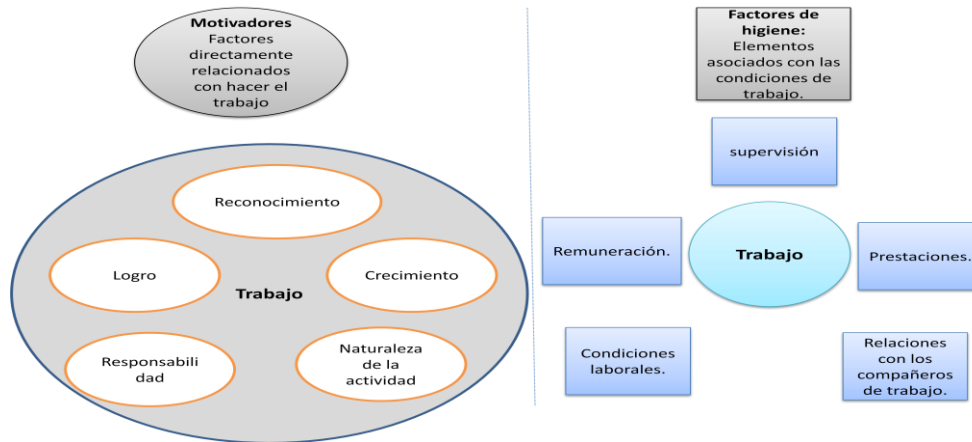 Motivadores
Factores
directamente
relacionados
con hacer el
trabajo
Reconocimiento
Logro
Crecimiento
Trabajo
Responsabili
dad
Naturaleza
de la
actividad
Factores de
higiene:
Elementos
asociados con las
condiciones de
trabajo.
supervisión
Remuneración.
Trabajo
Prestaciones.
Condiciones
laborales.
Relaciones
con los
compañeros
de trabajo.